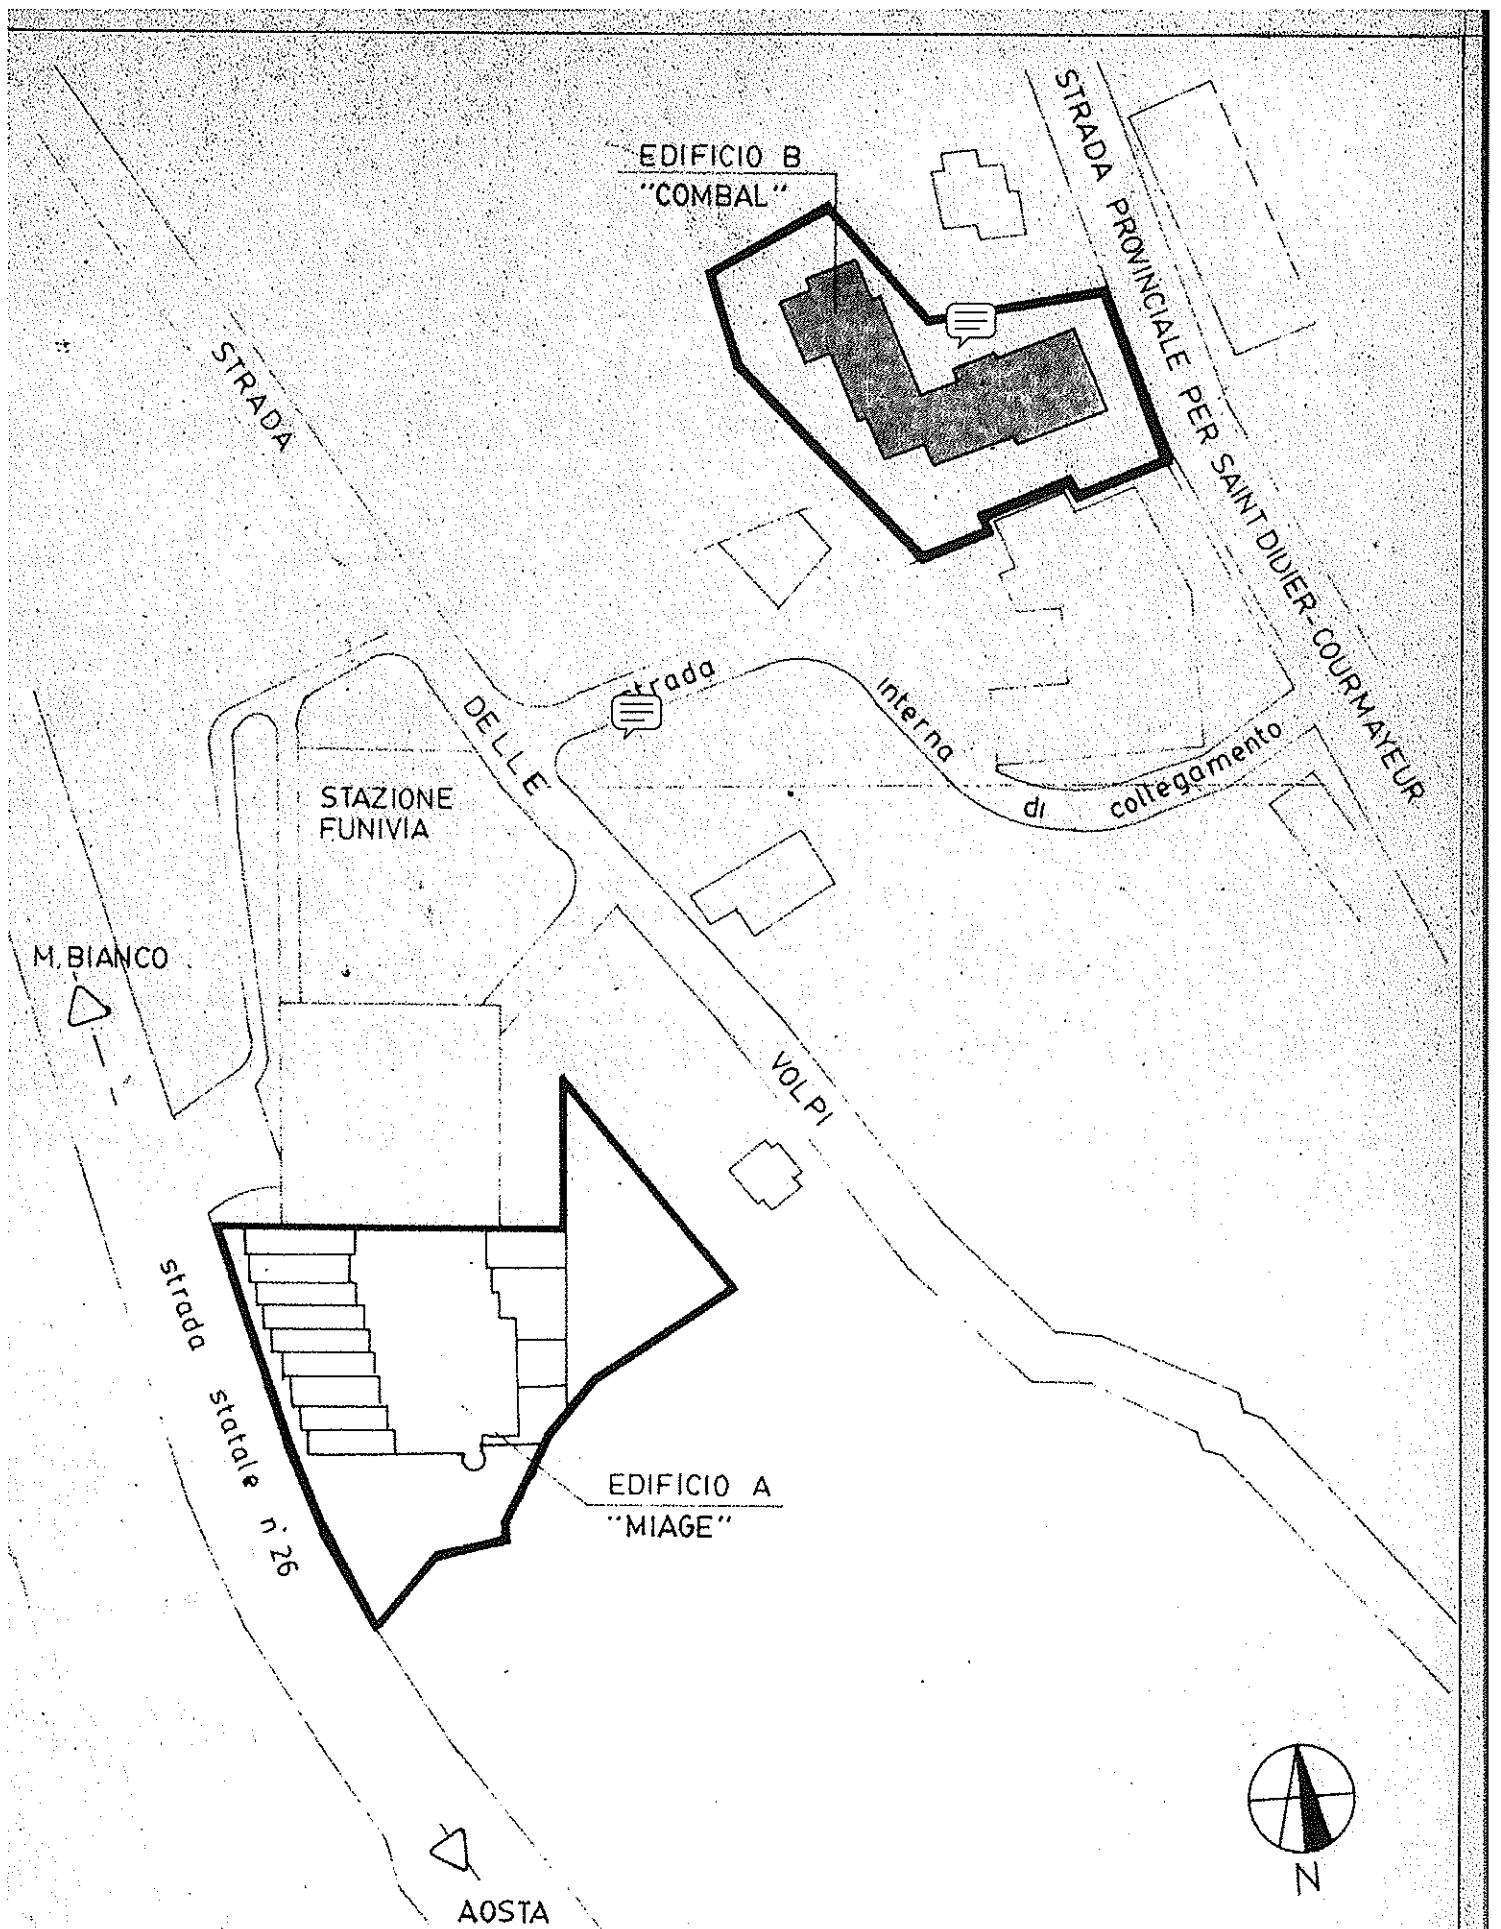 EDIFICIO B
"COMBAL"
STRADA PROVINCIALE PER SAINT DIDIER-COURMAYEUR
STRADA
DELLE
VOLPI
strada
interna
di
collegamento
STAZIONE
FUNIVIA
M. BIANCO
strada statale n° 26
EDIFICIO A
"MIAGE"
AOSTA
N